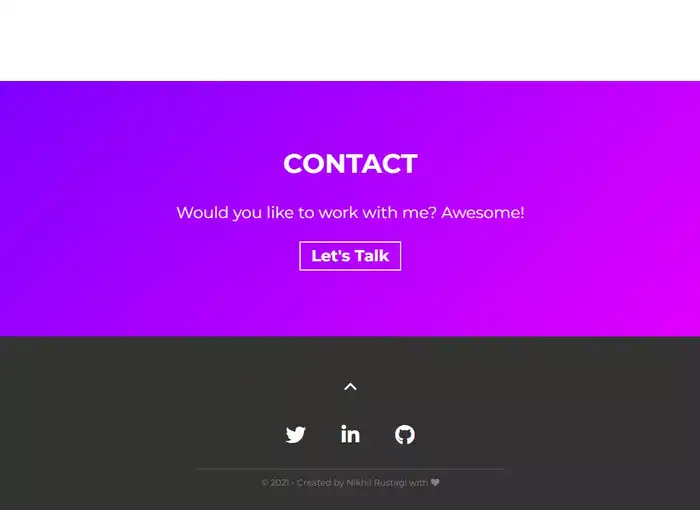 CONTACT
Would you like to work with me? Awesome!
Let's Talk
© 2021 - Created by Nikhil Rustagi with